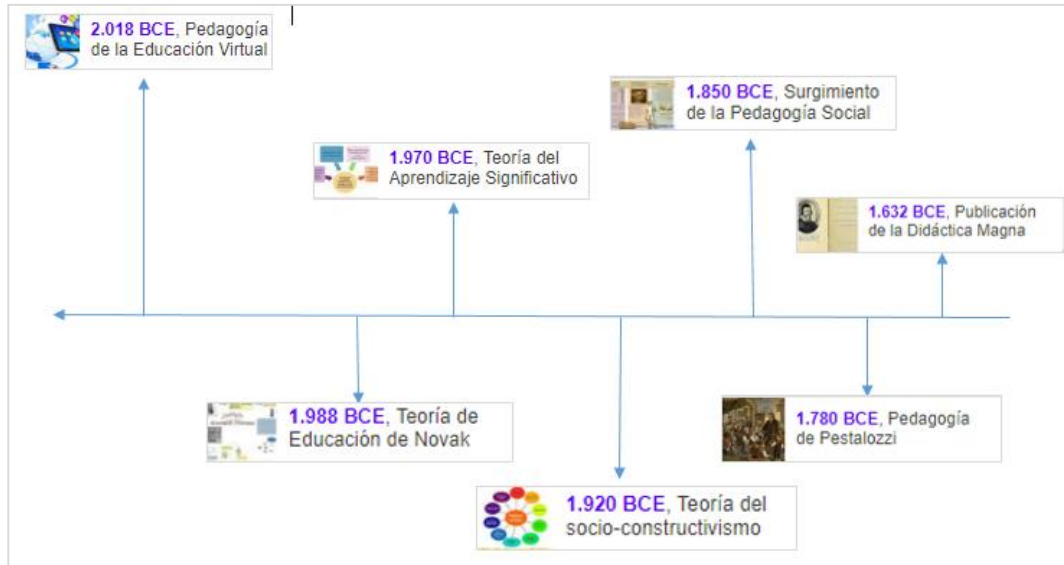 2.018 BCE, Pedagogía
de la Educación Virtual
1.850 BCE, Surgimiento
de la Pedagogía Social
1.970 BCE, Teoría del
Aprendizaje Significativo
1.632 BCE, Publicación
de la Didáctica Magna
1.988 BCE, Teoría de
Educación de Novak
1.780 BCE, Pedagogía
de Pestalozzi
1.920 BCE, Teoría del
socio-constructivismo